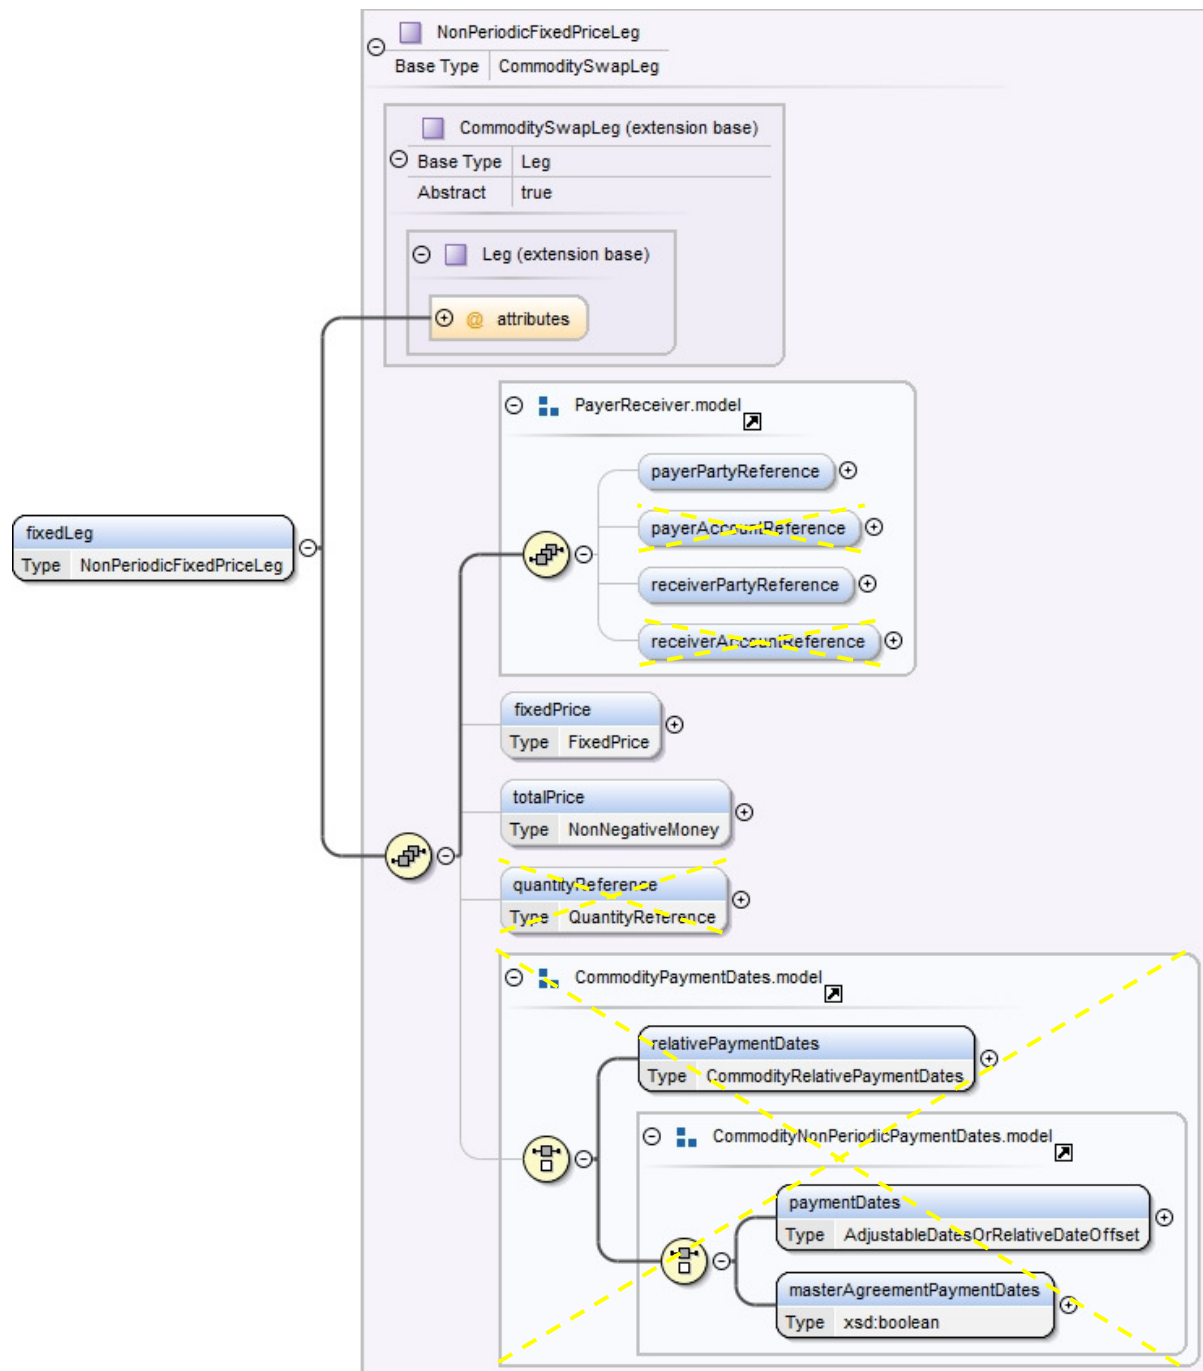 NonPeriodicFixedPriceLeg
Base Type CommoditySwapLeg
CommoditySwapLeg (extension base)
Base Type Leg
Abstract true
Leg (extension base)
@ attributes
PayerReceiver.model
payerPartyReference
payerAccountReference
fixedLeg
Type NonPeriodicFixedPriceLeg
receiverPartyReference
receiverAccountReference
fixedPrice
Type FixedPrice
totalPrice
Type NonNegativeMoney
quantityReference
Type QuantityReference
CommodityPaymentDates.model
relativePaymentDates
Type CommodityRelativePaymentDates
CommodityNonPeriodicPaymentDates.model
paymentDates
Type AdjustableDatesOrRelativeDateOffset
masterAgreementPaymentDates
Type xsd:boolean